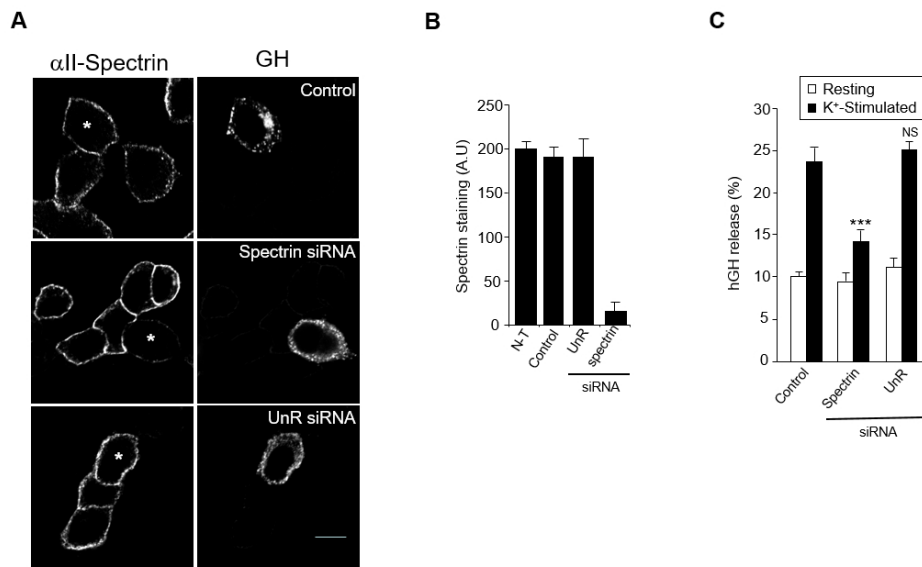 A
αII-Spectrin
GH
Control
*
Spectrin siRNA
*
UnR siRNA
*
B
Spectrin staining (A.U)
250
200
150
100
50
0
N-T
Control
UnR
spectrin
siRNA
C
Resting
K⁺-Stimulated
hGH release (%)
30
25
20
15
10
5
0
NS
***
Control
Spectrin
UnR
siRNA